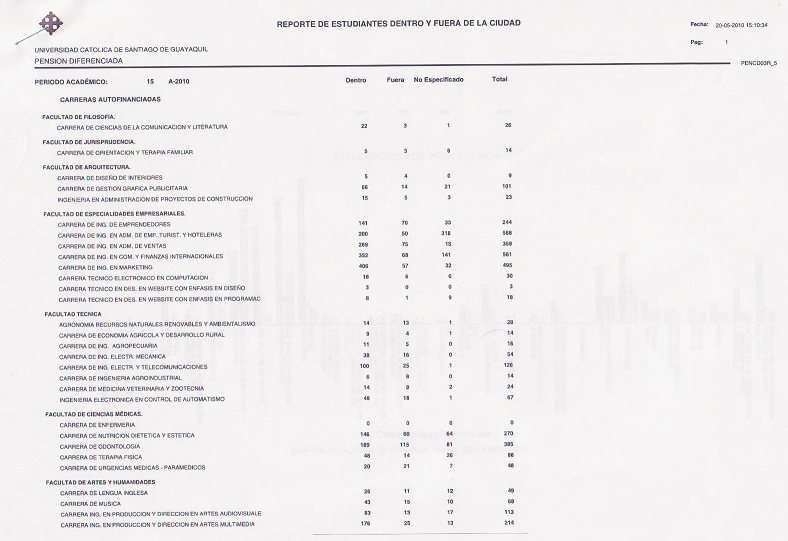 REPORTE DE ESTUDIANTES DENTRO Y FUERA DE LA CIUDAD
Fecha: 20-05-2010 15:10:34
Pag: 1
UNIVERSIDAD CATOLICA DE SANTIAGO DE GUAYAQUIL
PENSION DIFERENCIADA
PENCD03R_5
PERIODO ACADÉMICO: 15 A-2010 Dentro Fuera No Especificado Total
CARRERAS AUTOFINANCIADAS
FACULTAD DE FILOSOFIA.
CARRERA DE CIENCIAS DE LA COMUNICACION Y LITERATURA 22 3 1 26
FACULTAD DE JURISPRUDENCIA.
CARRERA DE ORIENTACION Y TERAPIA FAMILIAR 5 3 6 14
FACULTAD DE ARQUITECTURA.
CARRERA DE DISEÑO DE INTERIORES 5 4 0 9
CARRERA DE GESTION GRAFICA PUBLICITARIA 66 14 21 101
INGENIERIA EN ADMINISTRACION DE PROYECTOS DE CONSTRUCCION 15 5 3 23
FACULTAD DE ESPECIALIDADES EMPRESARIALES.
CARRERA DE ING. DE EMPRENDEDORES 141 70 33 244
CARRERA DE ING. EN ADM. DE EMP. TURIST. Y HOTELERAS 200 50 318 568
CARRERA DE ING. EN ADM. DE VENTAS 269 75 15 359
CARRERA DE ING. EN COM. Y FINANZAS INTERNACIONALES 352 68 141 561
CARRERA DE ING. EN MARKETING 406 57 32 495
CARRERA TECNICO ELECTRONICO EN COMPUTACION 18 6 6 30
CARRERA TECNICO EN DES. EN WEBSITE CON ENFASIS EN DISEÑO 3 0 0 3
CARRERA TECNICO EN DES. EN WEBSITE CON ENFASIS EN PROGRAMAC 8 1 9 18
FACULTAD TECNICA
AGRONOMIA RECURSOS NATURALES RENOVABLES Y AMBIENTALISMO 14 13 1 28
CARRERA DE ECONOMIA AGRICOLA Y DESARROLLO RURAL 9 4 1 14
CARRERA DE ING. AGROPECUARIA 11 5 0 16
CARRERA DE ING. ELECTR. MECANICA 38 16 0 54
CARRERA DE ING. ELECTR. Y TELECOMUNICACIONES 100 25 1 126
CARRERA DE INGENIERIA AGROINDUSTRIAL 6 8 0 14
CARRERA DE MEDICINA VETERINARIA Y ZOOTECNIA 14 8 2 24
INGENIERIA ELECTRONICA EN CONTROL DE AUTOMATISMO 48 18 1 67
FACULTAD DE CIENCIAS MÉDICAS.
CARRERA DE ENFERMERIA 0 0 0 0
CARRERA DE NUTRICION DIETETICA Y ESTETICA 146 60 64 270
CARRERA DE ODONTOLOGIA 189 115 81 385
CARRERA DE TERAPIA FISICA 48 14 26 88
CARRERA DE URGENCIAS MEDICAS - PARAMEDICOS 20 21 7 48
FACULTAD DE ARTES Y HUMANIDADES
CARRERA DE LENGUA INGLESA 26 11 12 49
CARRERA DE MUSICA 43 15 10 68
CARRERA ING. EN PRODUCCION Y DIRECCION EN ARTES AUDIOVISUALE 83 13 17 113
CARRERA ING. EN PRODUCCION Y DIRECCION EN ARTES MULTIMEDIA 176 25 13 214